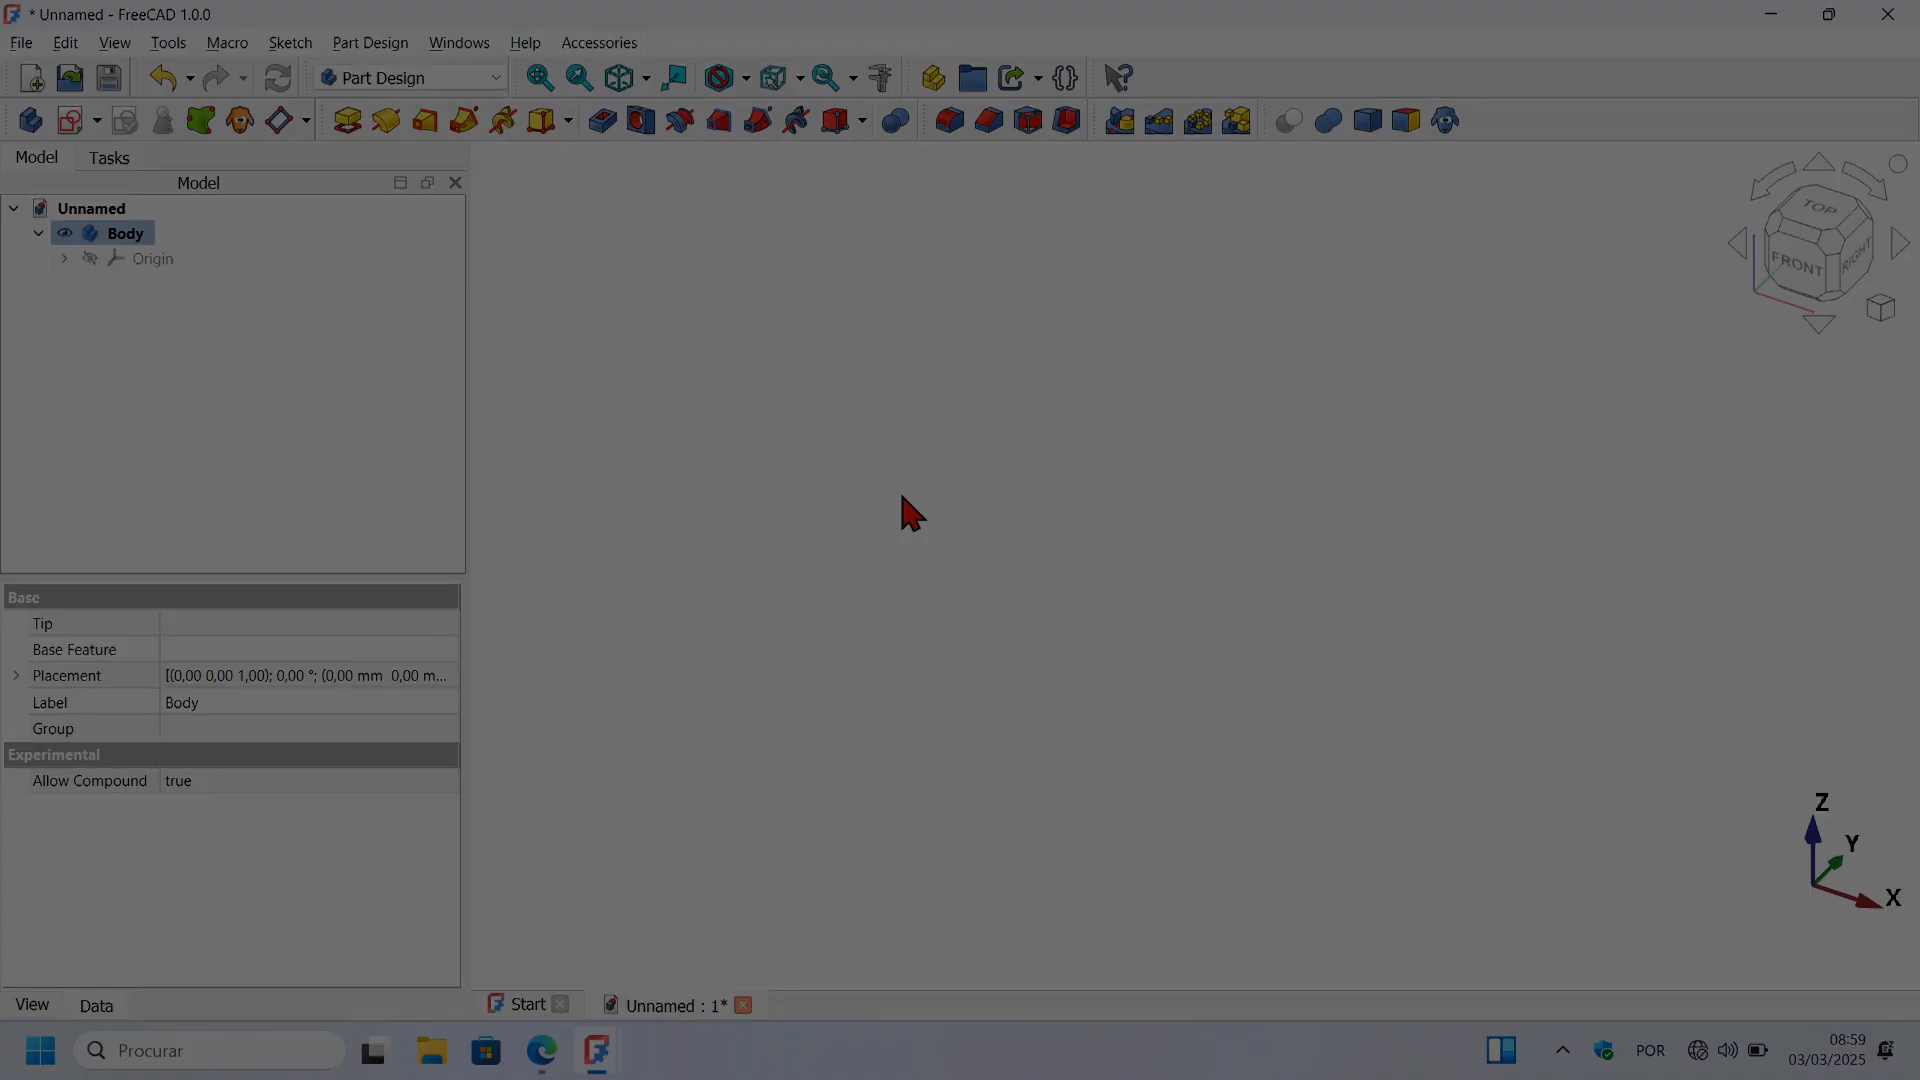 * Unnamed - FreeCAD 1.0.0
File Edit View Tools Macro Sketch Part Design Windows Help Accessories
Part Design
Model Tasks
Model
Unnamed
Body
Origin
TOP
FRONT
RIGHT
Base
Tip
Base Feature
Placement [(0,00 0,00 1,00); 0,00 °; (0,00 mm 0,00 m...
Label Body
Group
Experimental
Allow Compound true
Z
Y
X
View Data
Start Unnamed : 1*
Procurar
POR
08:59
03/03/2025